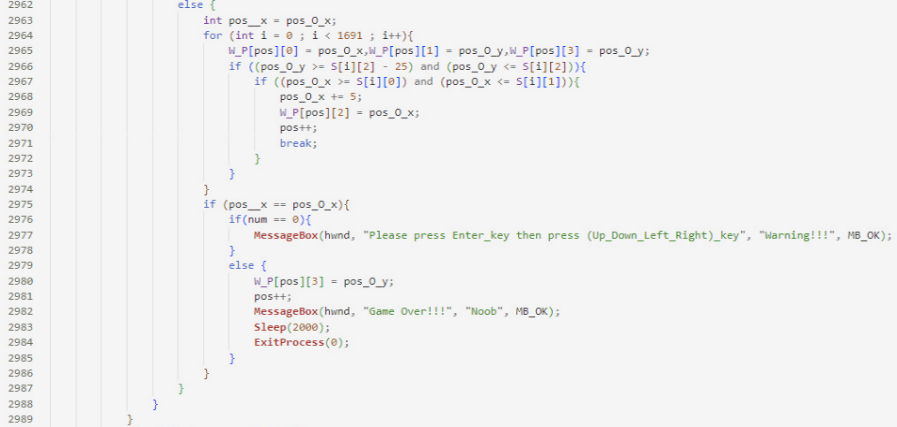 2962 else {
2963 int pos__x = pos_O_x;
2964 for (int i = 0 ; i < 1691 ; i++){
2965 W_P[pos][0] = pos_O_x,W_P[pos][1] = pos_O_y,W_P[pos][3] = pos_O_y;
2966 if ((pos_O_y >= S[i][2] - 25) and (pos_O_y <= S[i][2])){
2967 if ((pos_O_x >= S[i][0]) and (pos_O_x <= S[i][1])){
2968 pos_O_x += 5;
2969 W_P[pos][2] = pos_O_x;
2970 pos++;
2971 break;
2972 }
2973 }
2974 }
2975 if (pos__x == pos_O_x){
2976 if(num == 0){
2977 MessageBox(hwnd, "Please press Enter_key then press (Up_Down_Left_Right)_key", "Warning!!!", MB_OK);
2978 }
2979 else {
2980 W_P[pos][3] = pos_O_y;
2981 pos++;
2982 MessageBox(hwnd, "Game Over!!!", "Noob", MB_OK);
2983 Sleep(2000);
2984 ExitProcess(0);
2985 }
2986 }
2987 }
2988 }
2989 }